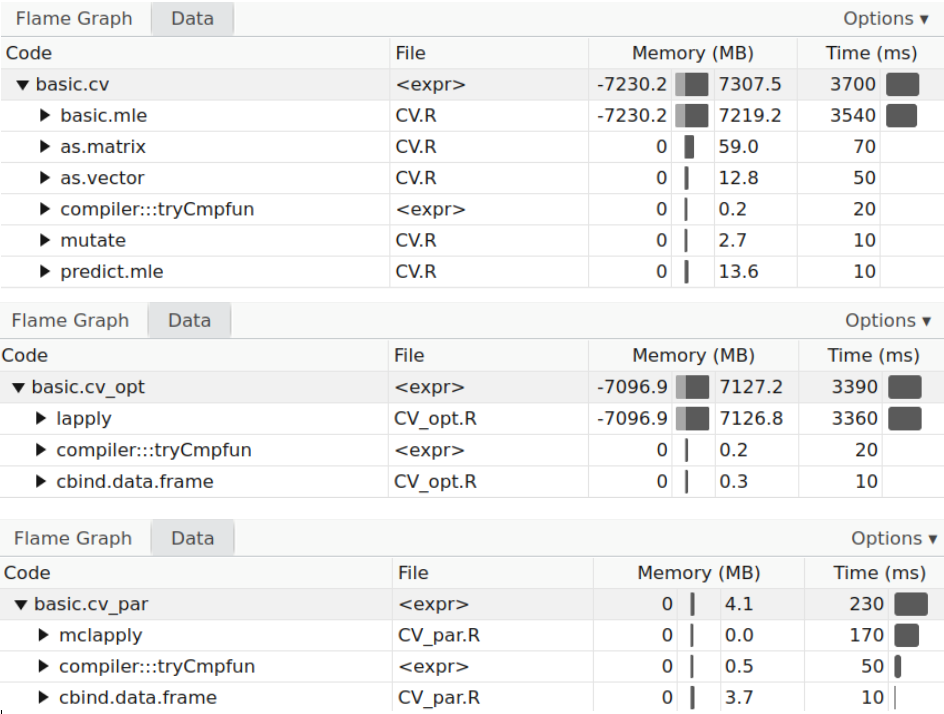 Flame Graph Data Options ▾
Code File Memory (MB) Time (ms)
▼ basic.cv <expr> -7230.2 7307.5 3700
▶ basic.mle CV.R -7230.2 7219.2 3540
▶ as.matrix CV.R 0 59.0 70
▶ as.vector CV.R 0 12.8 50
▶ compiler:::tryCmpfun <expr> 0 0.2 20
▶ mutate CV.R 0 2.7 10
▶ predict.mle CV.R 0 13.6 10
Flame Graph Data Options ▾
Code File Memory (MB) Time (ms)
▼ basic.cv_opt <expr> -7096.9 7127.2 3390
▶ lapply CV_opt.R -7096.9 7126.8 3360
▶ compiler:::tryCmpfun <expr> 0 0.2 20
▶ cbind.data.frame CV_opt.R 0 0.3 10
Flame Graph Data Options ▾
Code File Memory (MB) Time (ms)
▼ basic.cv_par <expr> 0 4.1 230
▶ mclapply CV_par.R 0 0.0 170
▶ compiler:::tryCmpfun <expr> 0 0.5 50
▶ cbind.data.frame CV_par.R 0 3.7 10